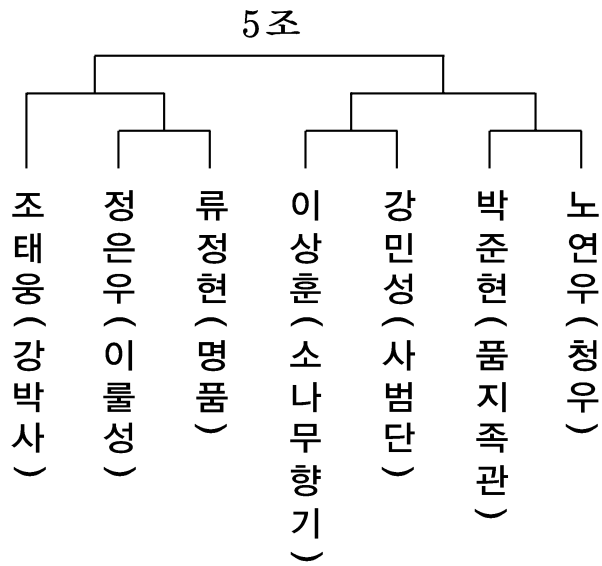 5조
조태웅(강박사)
정은우(이룰성)
류정현(명품)
이상훈(소나무향기)
강민성(사범단)
박준현(품지족관)
노연우(청우)